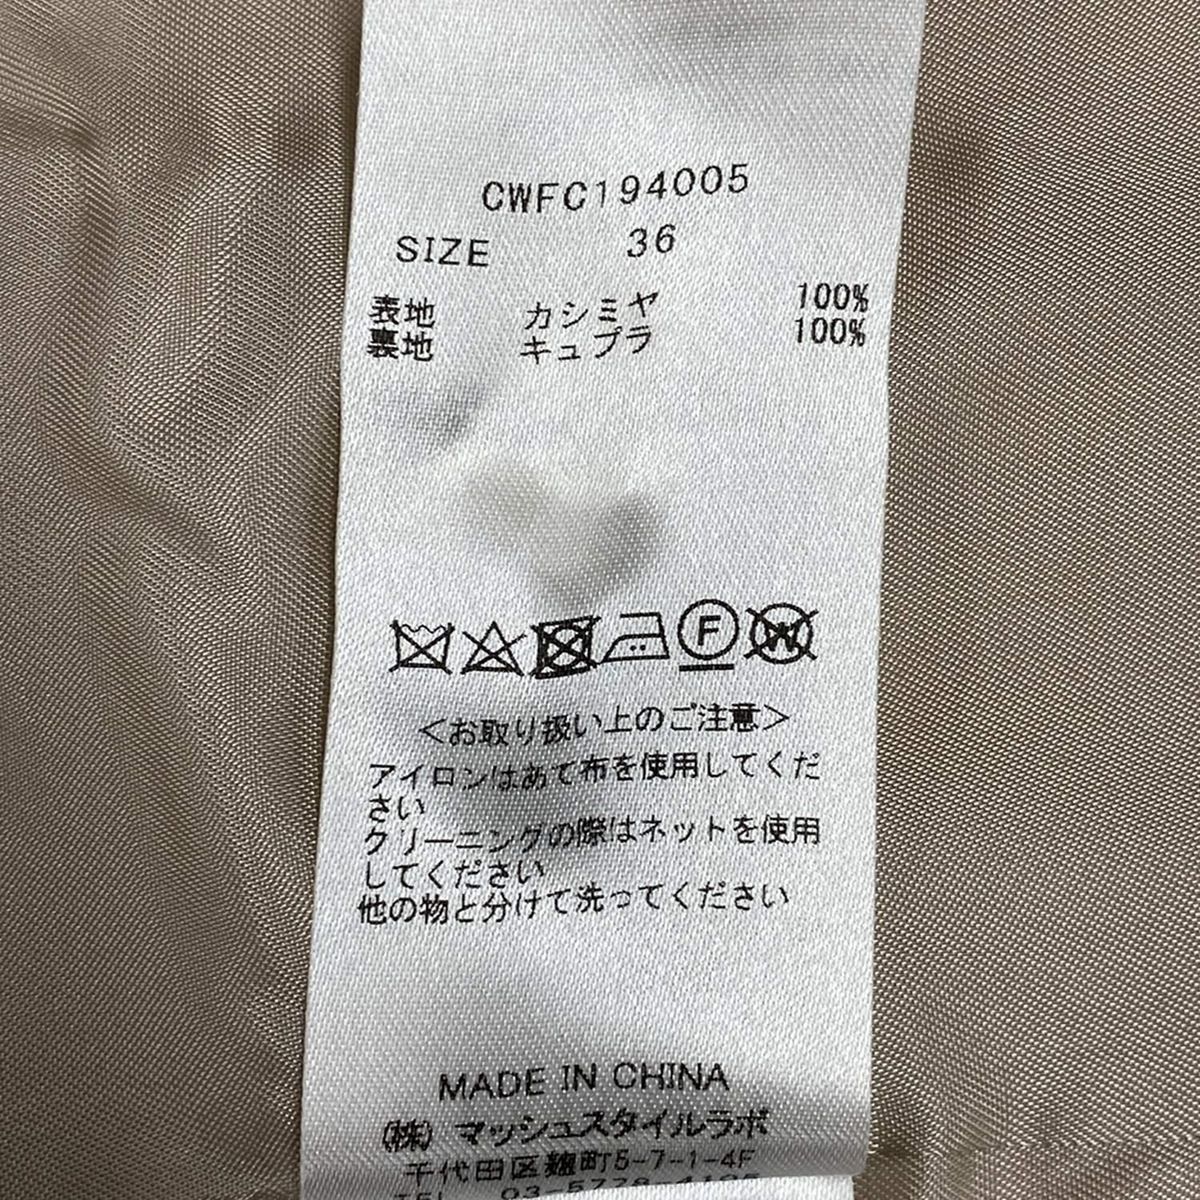 CWFC194005
SIZE 36
表地 カシミヤ 100%
裏地 キュプラ 100%
F
W
<お取り扱い上のご注意>
アイロンはあて布を使用してくだ
さい
クリーニングの際はネットを使用
してください
他の物と分けて洗ってください
MADE IN CHINA
(株) マッシュスタイルラボ
千代田区麹町5-7-1-4F
TEL